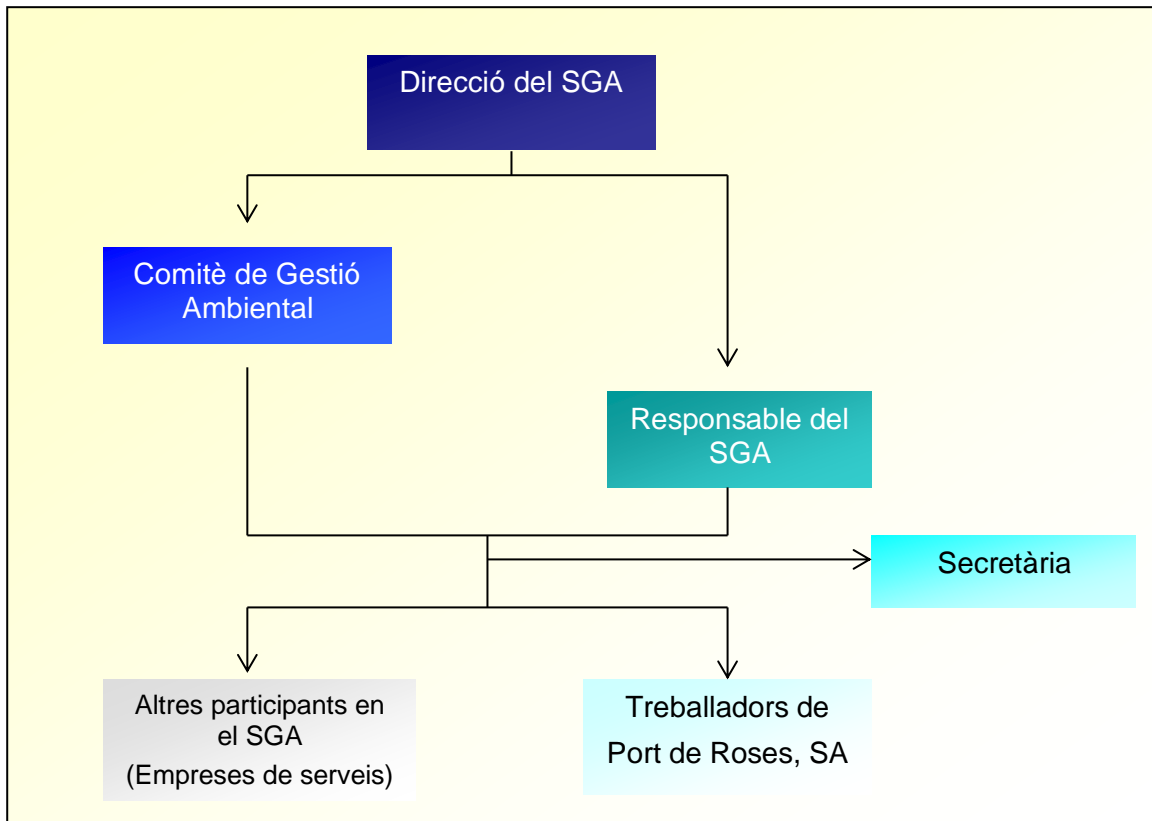 Direcció del SGA
Comitè de Gestió
Ambiental
Responsable del
SGA
Secretària
Altres participants en
el SGA
(Empreses de serveis)
Treballadors de
Port de Roses, SA